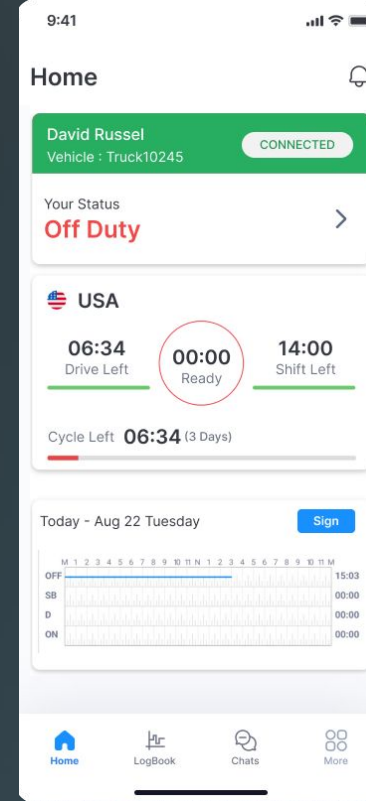 9:41
Home
David Russel
Vehicle : Truck10245
CONNECTED
Your Status
Off Duty
USA
06:34
Drive Left
00:00
Ready
14:00
Shift Left
Cycle Left 06:34 (3 Days)
Today - Aug 22 Tuesday
Sign
M 1 2 3 4 5 6 7 8 9 10 11 N 1 2 3 4 5 6 7 8 9 10 11 M
OFF 15:03
SB 00:00
D 00:00
ON 00:00
Home LogBook Chats More